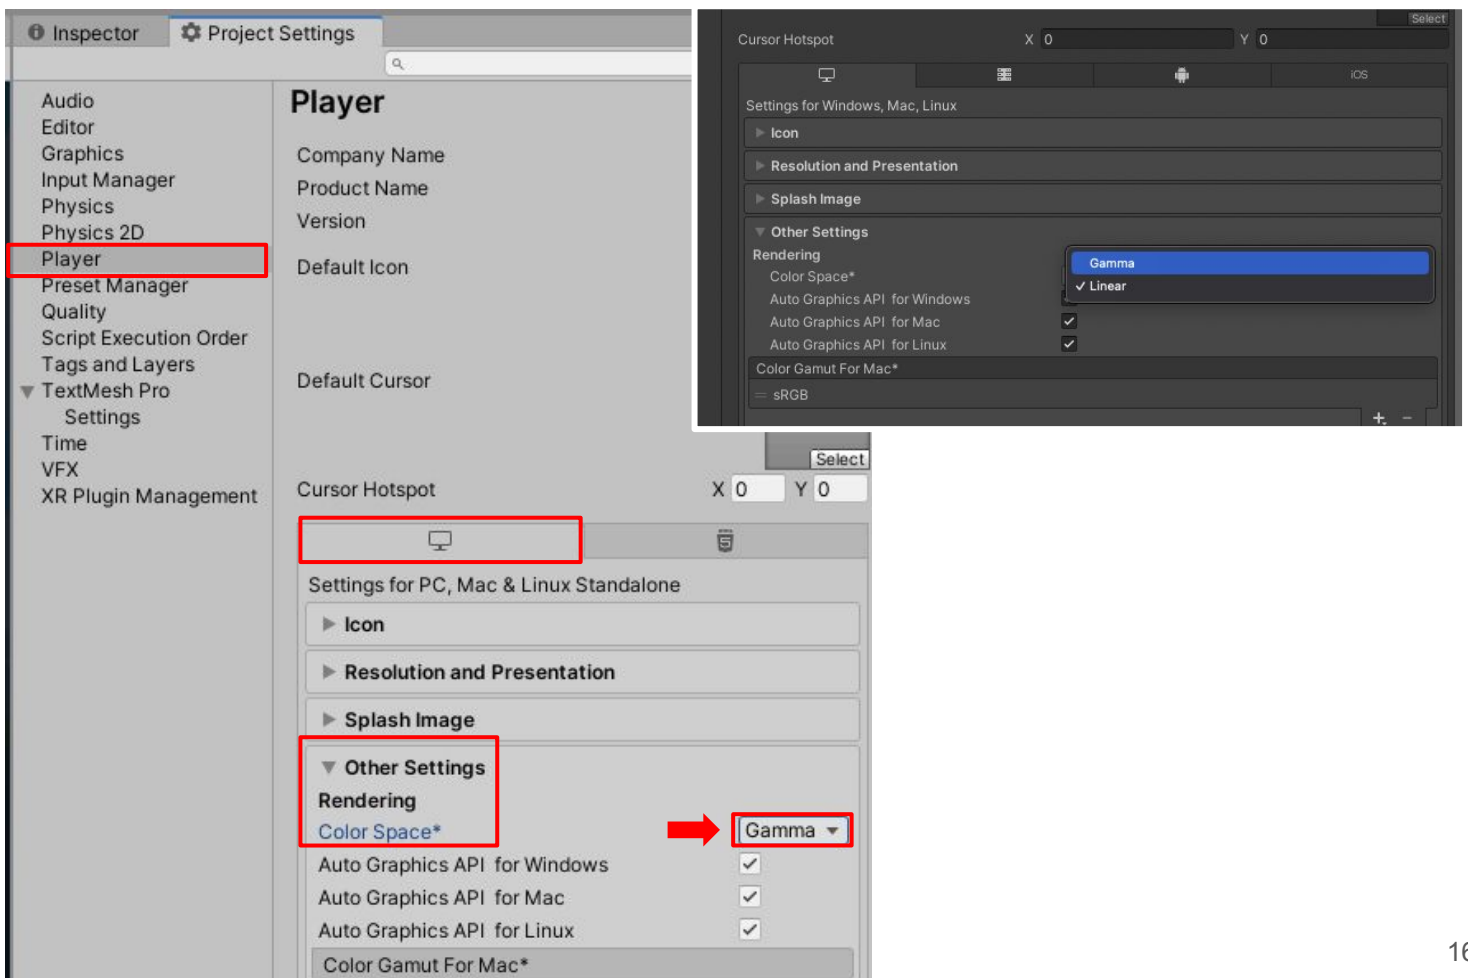 Inspector
Project Settings
Audio
Editor
Graphics
Input Manager
Physics
Physics 2D
Player
Preset Manager
Quality
Script Execution Order
Tags and Layers
TextMesh Pro
Settings
Time
VFX
XR Plugin Management
Player
Company Name
Product Name
Version
Default Icon
Default Cursor
Select
Cursor Hotspot X 0 Y 0
Settings for PC, Mac & Linux Standalone
Icon
Resolution and Presentation
Splash Image
Other Settings
Rendering
Color Space* Gamma
Auto Graphics API for Windows
Auto Graphics API for Mac
Auto Graphics API for Linux
Color Gamut For Mac*
Select
Cursor Hotspot X 0 Y 0
iOS
Settings for Windows, Mac, Linux
Icon
Resolution and Presentation
Splash Image
Other Settings
Rendering
Color Space*
Gamma
Linear
Auto Graphics API for Windows
Auto Graphics API for Mac
Auto Graphics API for Linux
Color Gamut For Mac*
sRGB
16